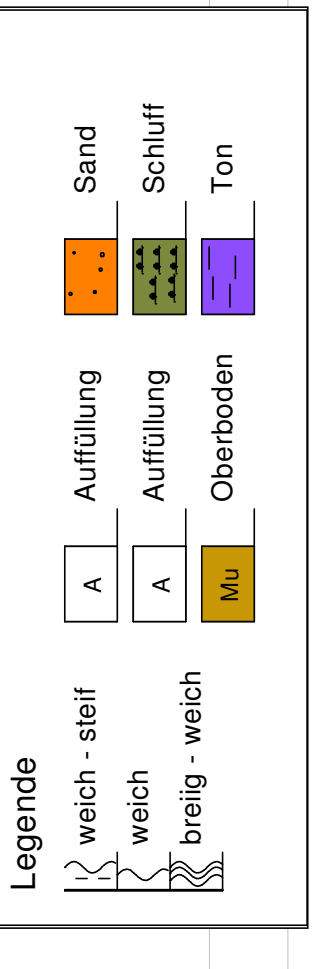 Legende
weich - steif
weich
breiig - weich
A Auffüllung
A Auffüllung
Mu Oberboden
Sand
Schluff
Ton